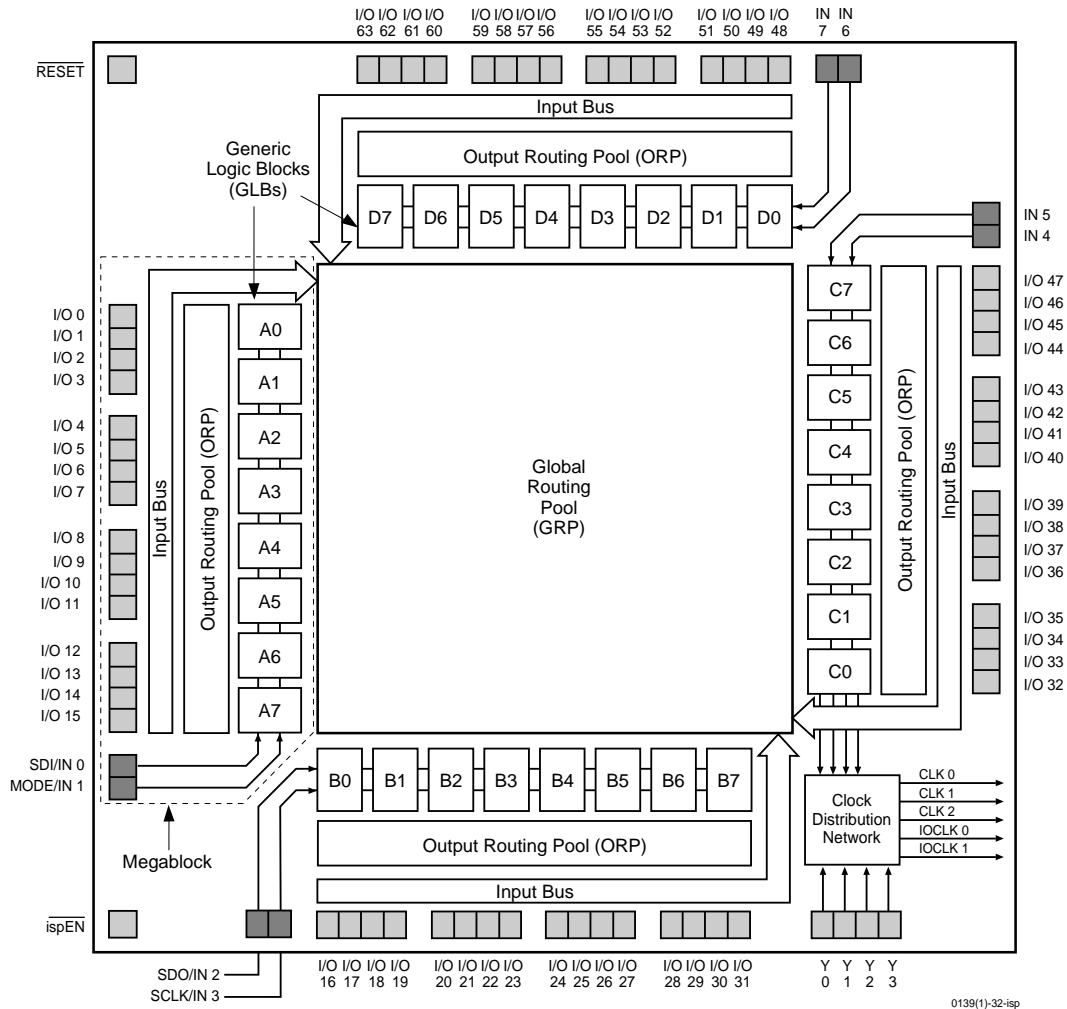 I/O I/O I/O I/O
63 62 61 60
I/O I/O I/O I/O
59 58 57 56
I/O I/O I/O I/O
55 54 53 52
I/O I/O I/O I/O
51 50 49 48
IN IN
7 6
RESET
Input Bus
Output Routing Pool (ORP)
Generic
Logic Blocks
(GLBs)
D7 D6 D5 D4 D3 D2 D1 D0
IN 5
IN 4
I/O 0
I/O 1
I/O 2
I/O 3
I/O 4
I/O 5
I/O 6
I/O 7
I/O 8
I/O 9
I/O 10
I/O 11
I/O 12
I/O 13
I/O 14
I/O 15
SDI/IN 0
MODE/IN 1
Input Bus
Output Routing Pool (ORP)
A0
A1
A2
A3
A4
A5
A6
A7
Global
Routing
Pool
(GRP)
C7
C6
C5
C4
C3
C2
C1
C0
Output Routing Pool (ORP)
Input Bus
I/O 47
I/O 46
I/O 45
I/O 44
I/O 43
I/O 42
I/O 41
I/O 40
I/O 39
I/O 38
I/O 37
I/O 36
I/O 35
I/O 34
I/O 33
I/O 32
B0 B1 B2 B3 B4 B5 B6 B7
Output Routing Pool (ORP)
Input Bus
Clock
Distribution
Network
CLK 0
CLK 1
CLK 2
IOCLK 0
IOCLK 1
Megablock
ispEN
SDO/IN 2
SCLK/IN 3
I/O I/O I/O I/O
16 17 18 19
I/O I/O I/O I/O
20 21 22 23
I/O I/O I/O I/O
24 25 26 27
I/O I/O I/O I/O
28 29 30 31
Y Y Y Y
0 1 2 3
0139(1)-32-isp